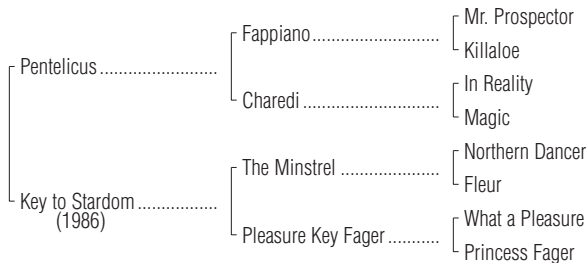 Mr. Prospector
Fappiano
Killaloe
Pentelicus
In Reality
Charedi
Magic
Northern Dancer
The Minstrel
Fleur
Key to Stardom
(1986)
What a Pleasure
Pleasure Key Fager
Princess Fager